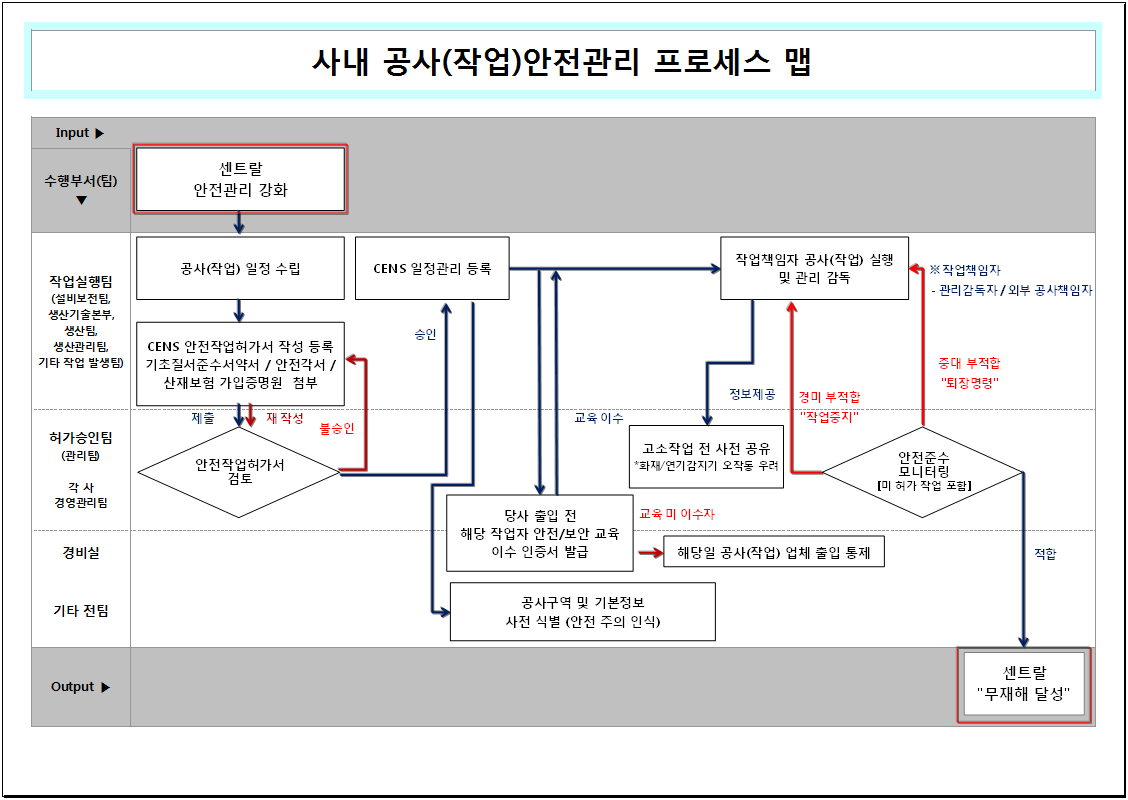 사내 공사(작업)안전관리 프로세스 맵
Input ▶
수행부서(팀)
▼
센트랄
안전관리 강화
작업실행팀
(설비보전팀,
생산기술본부,
생산팀,
생산관리팀,
기타 작업 발생팀)
공사(작업) 일정 수립
CENS 일정관리 등록
작업책임자 공사(작업) 실행
및 관리 감독
※작업책임자
- 관리감독자 / 외부 공사책임자
CENS 안전작업허가서 작성 등록
기초질서준수서약서 / 안전각서 /
산재보험 가입증명원 첨부
승인
중대 부적합
"퇴장명령"
정보제공
경미 부적합
"작업중지"
제출
재 작성
불승인
교육 이수
허가승인팀
(관리팀)
각 사
경영관리팀
안전작업허가서
검토
고소작업 전 사전 공유
*화재/연기감지기 오작동 우려
안전준수
모니터링
[미 허가 작업 포함]
당사 출입 전
해당 작업자 안전/보안 교육
이수 인증서 발급
교육 미 이수자
경비실
해당일 공사(작업) 업체 출입 통제
적합
기타 전팀
공사구역 및 기본정보
사전 식별 (안전 주의 인식)
Output ▶
센트랄
"무재해 달성"